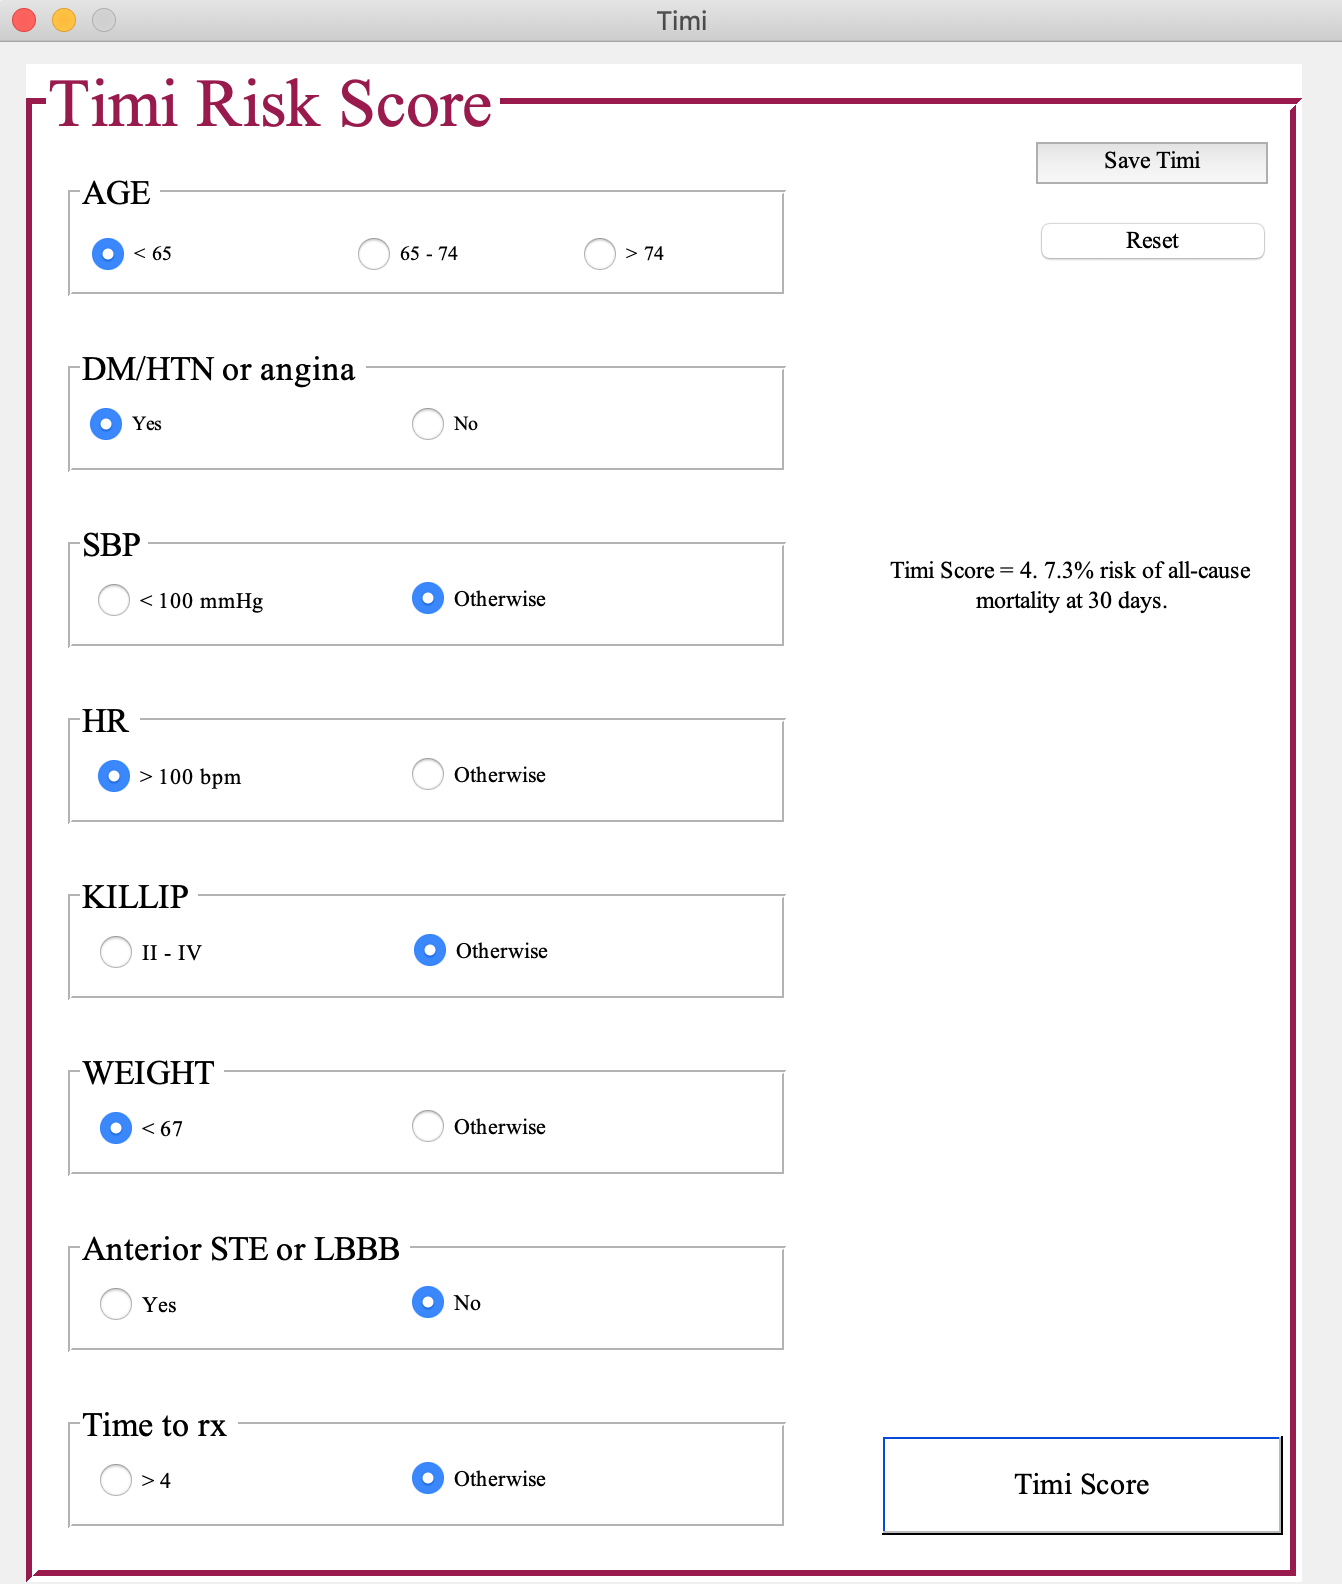 Timi
Timi Risk Score
Save Timi
AGE
< 65
65 - 74
> 74
Reset
DM/HTN or angina
Yes
No
SBP
< 100 mmHg
Otherwise
Timi Score = 4. 7.3% risk of all-cause
mortality at 30 days.
HR
> 100 bpm
Otherwise
KILLIP
II - IV
Otherwise
WEIGHT
< 67
Otherwise
Anterior STE or LBBB
Yes
No
Time to rx
> 4
Otherwise
Timi Score